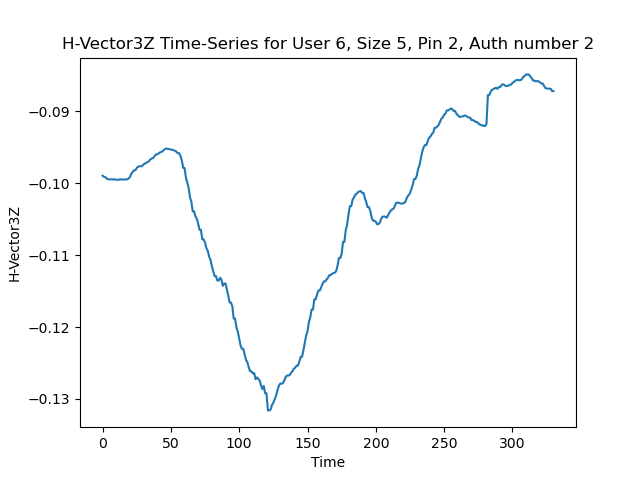 H-Vector3Z Time-Series for User 6, Size 5, Pin 2, Auth number 2
H-Vector3Z
−0.09
−0.10
−0.11
−0.12
−0.13
0 50 100 150 200 250 300
Time